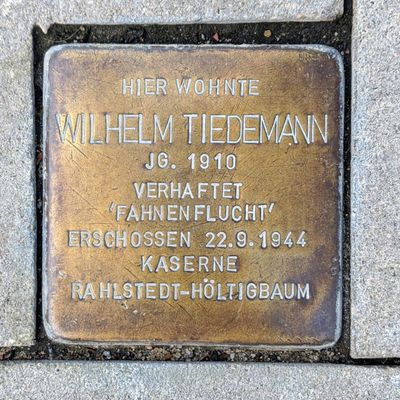 HIER WOHNTE
WILHELM TIEDEMANN
JG. 1910
VERHAFTET
'FAHNENFLUCHT'
ERSCHOSSEN 22.9.1944
KASERNE
RAHLSTEDT-HÖLTIGBAUM